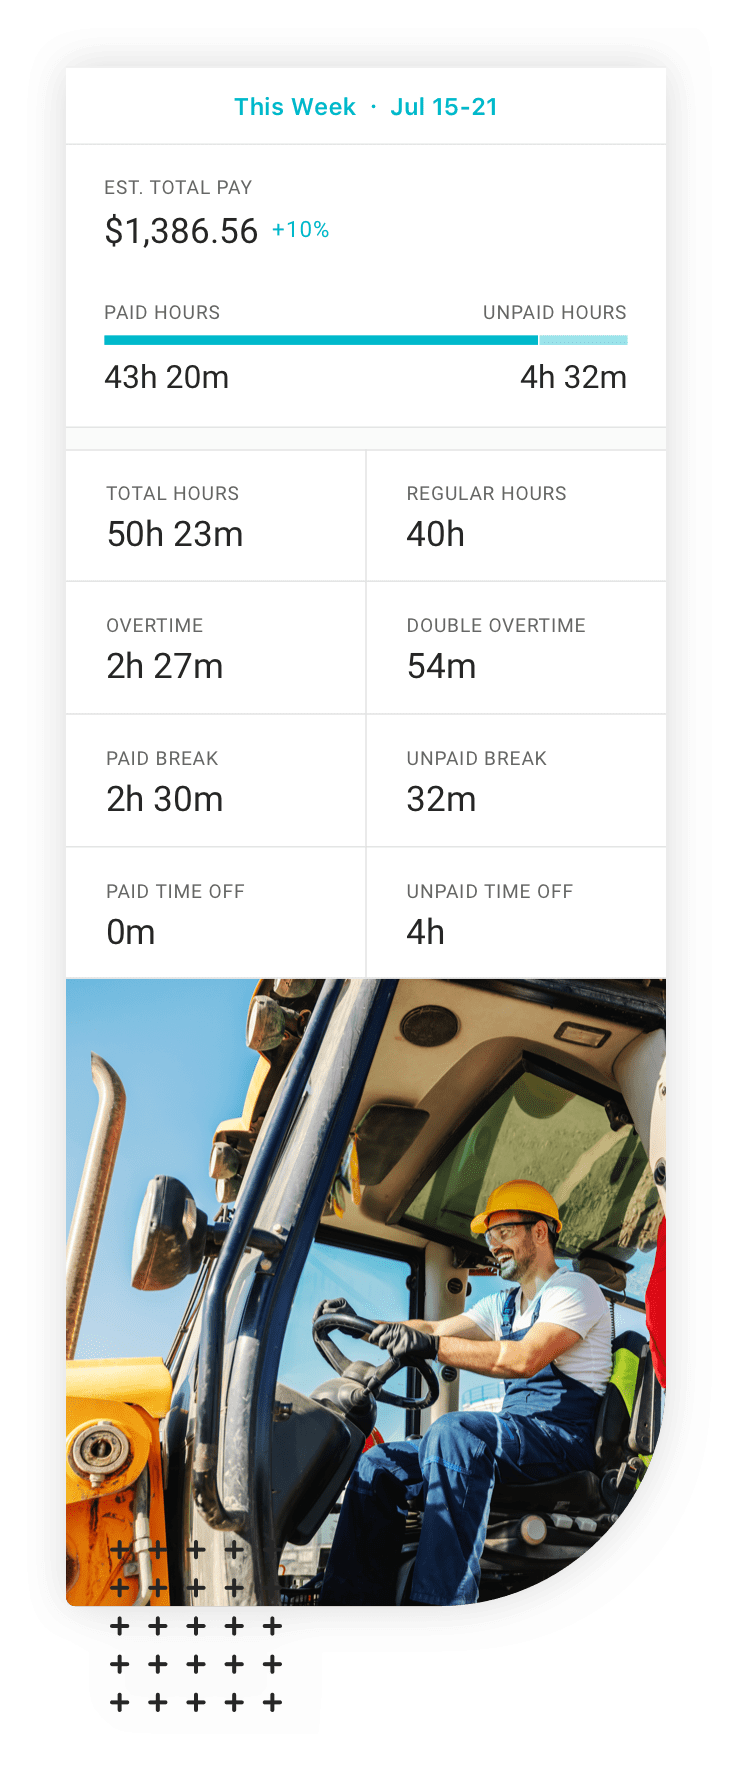 This Week · Jul 15-21
EST. TOTAL PAY
$1,386.56 +10%
PAID HOURS UNPAID HOURS
43h 20m 4h 32m
TOTAL HOURS REGULAR HOURS
50h 23m 40h
OVERTIME DOUBLE OVERTIME
2h 27m 54m
PAID BREAK UNPAID BREAK
2h 30m 32m
PAID TIME OFF UNPAID TIME OFF
0m 4h